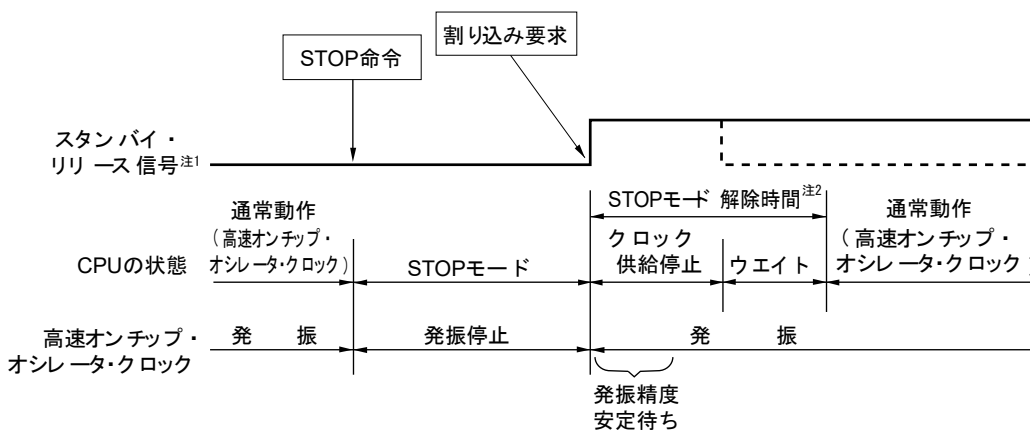 割り込み要求
STOP命令
スタンバイ・
リリース信号注1
STOPモード 解除時間注2
通常動作
(高速オンチップ・
オシレータ・クロック)
クロック
供給停止
通常動作
(高速オンチップ・
オシレータ・クロック)
CPUの状態
STOPモード
ウエイト
高速オンチップ・
オシレータ・クロック
発 振
発振停止
発 振
発振精度
安定待ち